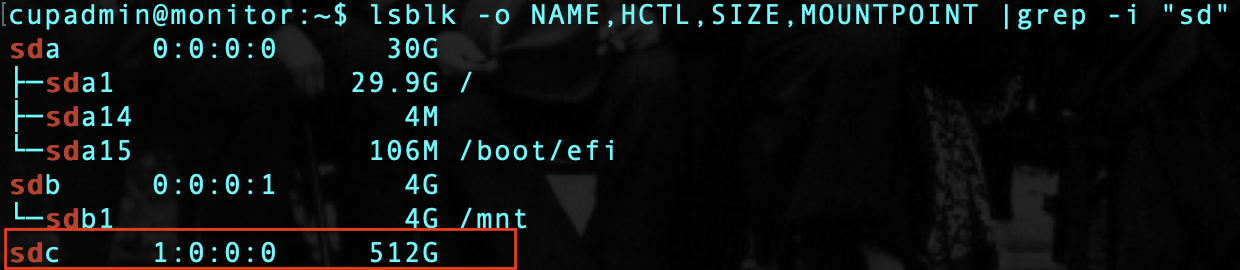 [cupadmin@monitor:~$ lsblk -o NAME,HCTL,SIZE,MOUNTPOINT |grep -i "sd"
sda      0:0:0:0      30G
├─sda1              29.9G /
├─sda14                4M
└─sda15              106M /boot/efi
sdb      0:0:0:1       4G
└─sdb1                 4G /mnt
sdc      1:0:0:0     512G